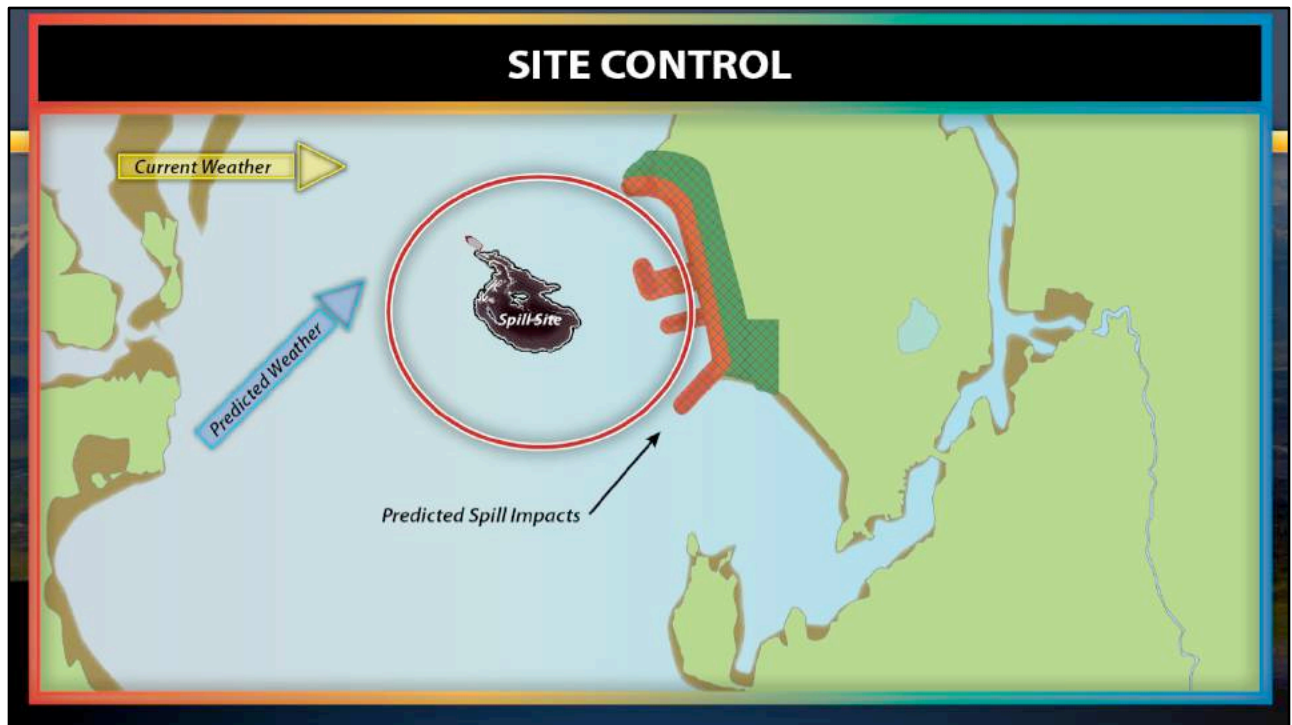 SITE CONTROL
Current Weather
Predicted Weather
Spill Site
Predicted Spill Impacts